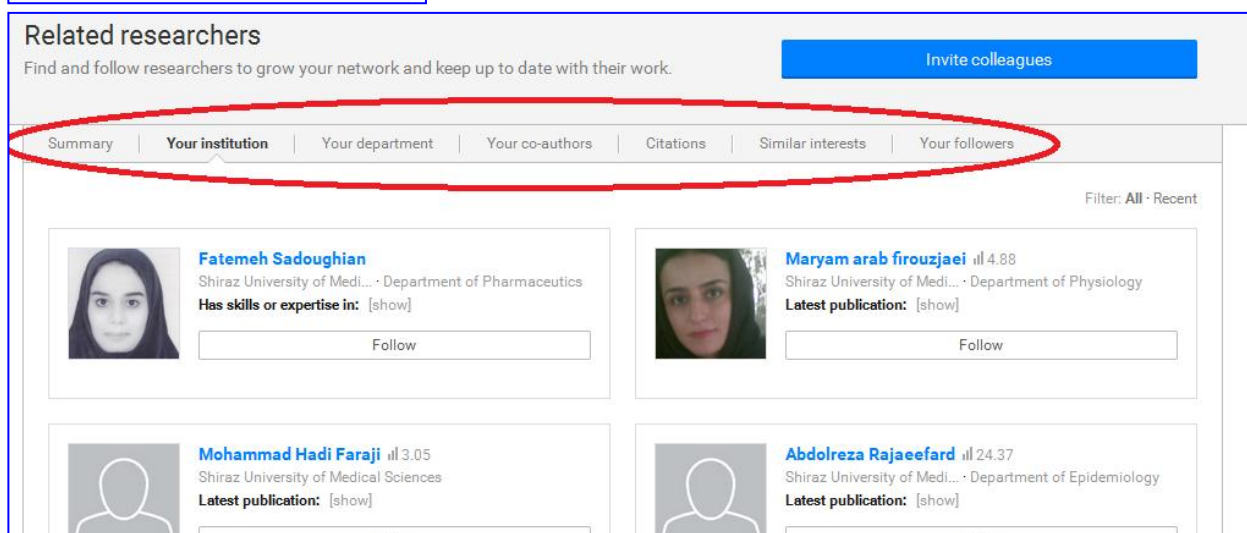 Related researchers
Find and follow researchers to grow your network and keep up to date with their work.
Invite colleagues
Summary | Your institution | Your department | Your co-authors | Citations | Similar interests | Your followers
Filter: All · Recent
Fatemeh Sadoughian
Shiraz University of Medi... · Department of Pharmaceutics
Has skills or expertise in: [show]
Follow
Maryam arab firouzjaei 4.88
Shiraz University of Medi... · Department of Physiology
Latest publication: [show]
Follow
Mohammad Hadi Faraji 3.05
Shiraz University of Medical Sciences
Latest publication: [show]
Abdolreza Rajaeefard 24.37
Shiraz University of Medi... · Department of Epidemiology
Latest publication: [show]